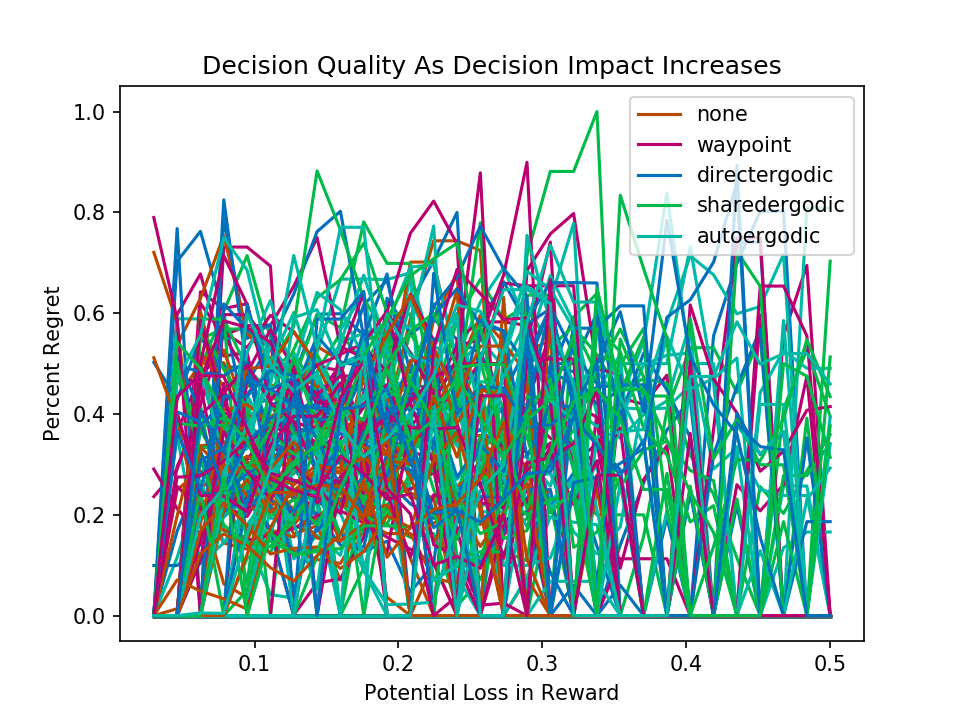 Decision Quality As Decision Impact Increases
none
waypoint
directergodic
sharedergodic
autoergodic
1.0
0.8
0.6
0.4
0.2
0.0
Percent Regret
0.1 0.2 0.3 0.4 0.5
Potential Loss in Reward